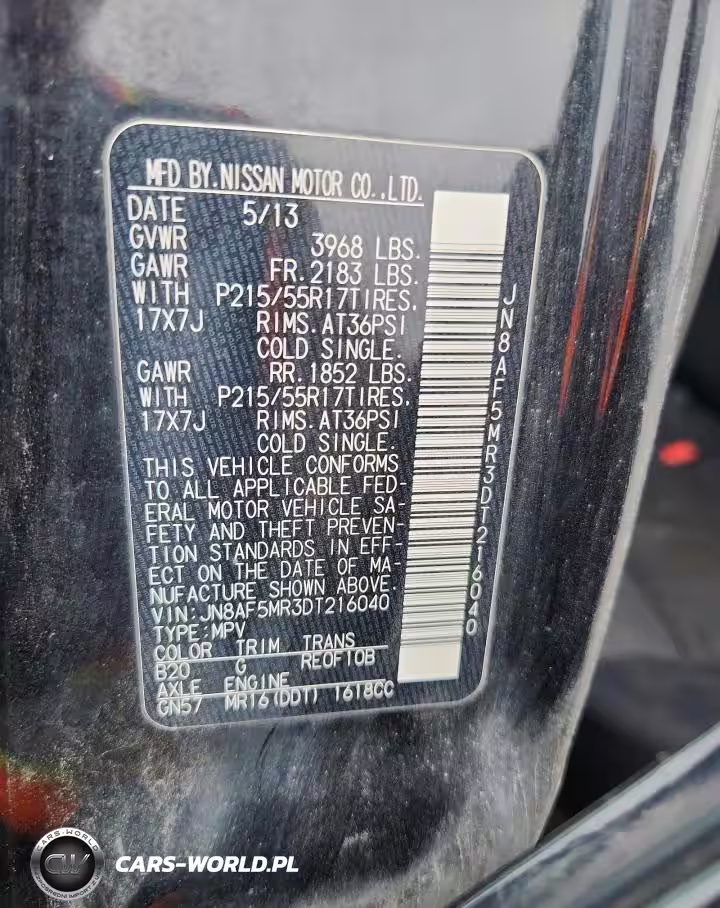 MFD BY.NISSAN MOTOR CO.,LTD.
DATE 5/13
GVWR 3968 LBS.
GAWR FR.2183 LBS.
WITH P215/55R17TIRES.
17X7J RIMS.AT36PSI
COLD SINGLE.
GAWR RR.1852 LBS.
WITH P215/55R17TIRES.
17X7J RIMS.AT36PSI
COLD SINGLE.
THIS VEHICLE CONFORMS
TO ALL APPLICABLE FED-
ERAL MOTOR VEHICLE SA-
FETY AND THEFT PREVEN-
TION STANDARDS IN EFF-
ECT ON THE DATE OF MA-
NUFACTURE SHOWN ABOVE.
VIN:JN8AF5MR3DT216040
TYPE:MPV
COLOR TRIM TRANS
B20 G RE0F10B
AXLE ENGINE
GN57 MR16(DDT) 1618CC
JN8AF5MR3DT216040
CARS-WORLD
CW
CARS-WORLD.PL